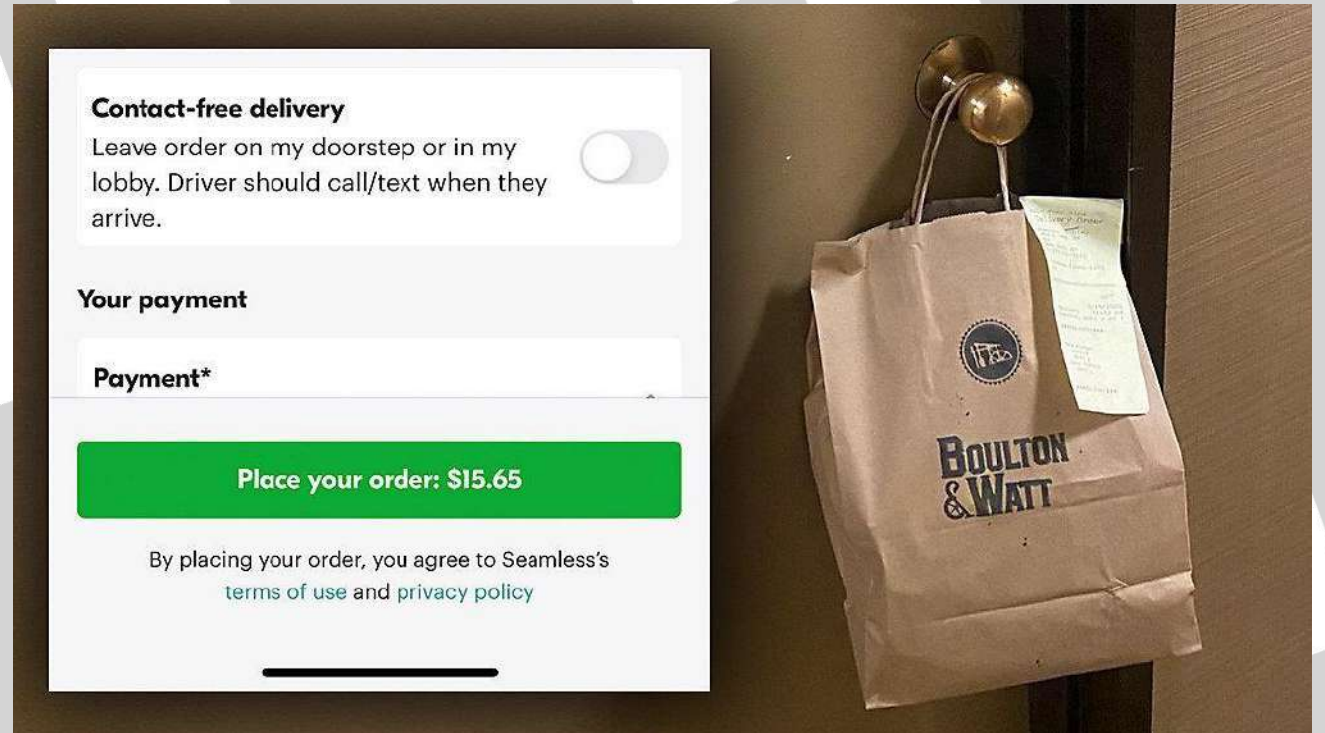 Contact-free delivery
Leave order on my doorstep or in my
lobby. Driver should call/text when they
arrive.
Your payment
Payment*
Place your order: $15.65
By placing your order, you agree to Seamless's
terms of use and privacy policy
Delivery Order
BOULTON
& WATT